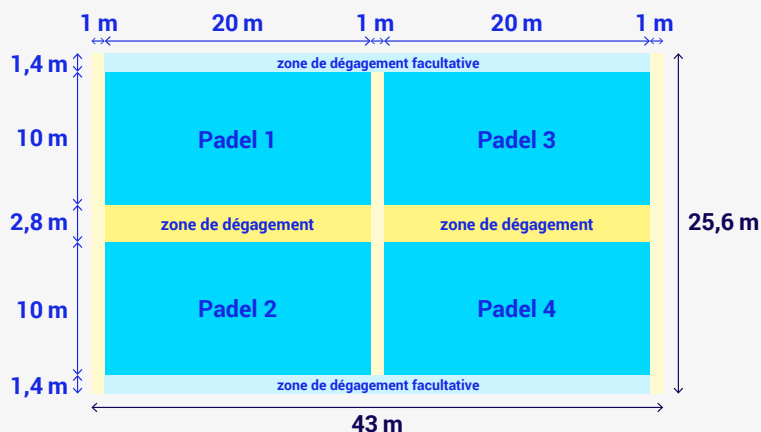 1 m 20 m 1 m 20 m 1 m
1,4 m
zone de dégagement facultative
10 m
Padel 1
Padel 3
2,8 m
zone de dégagement
zone de dégagement
25,6 m
10 m
Padel 2
Padel 4
1,4 m
zone de dégagement facultative
43 m